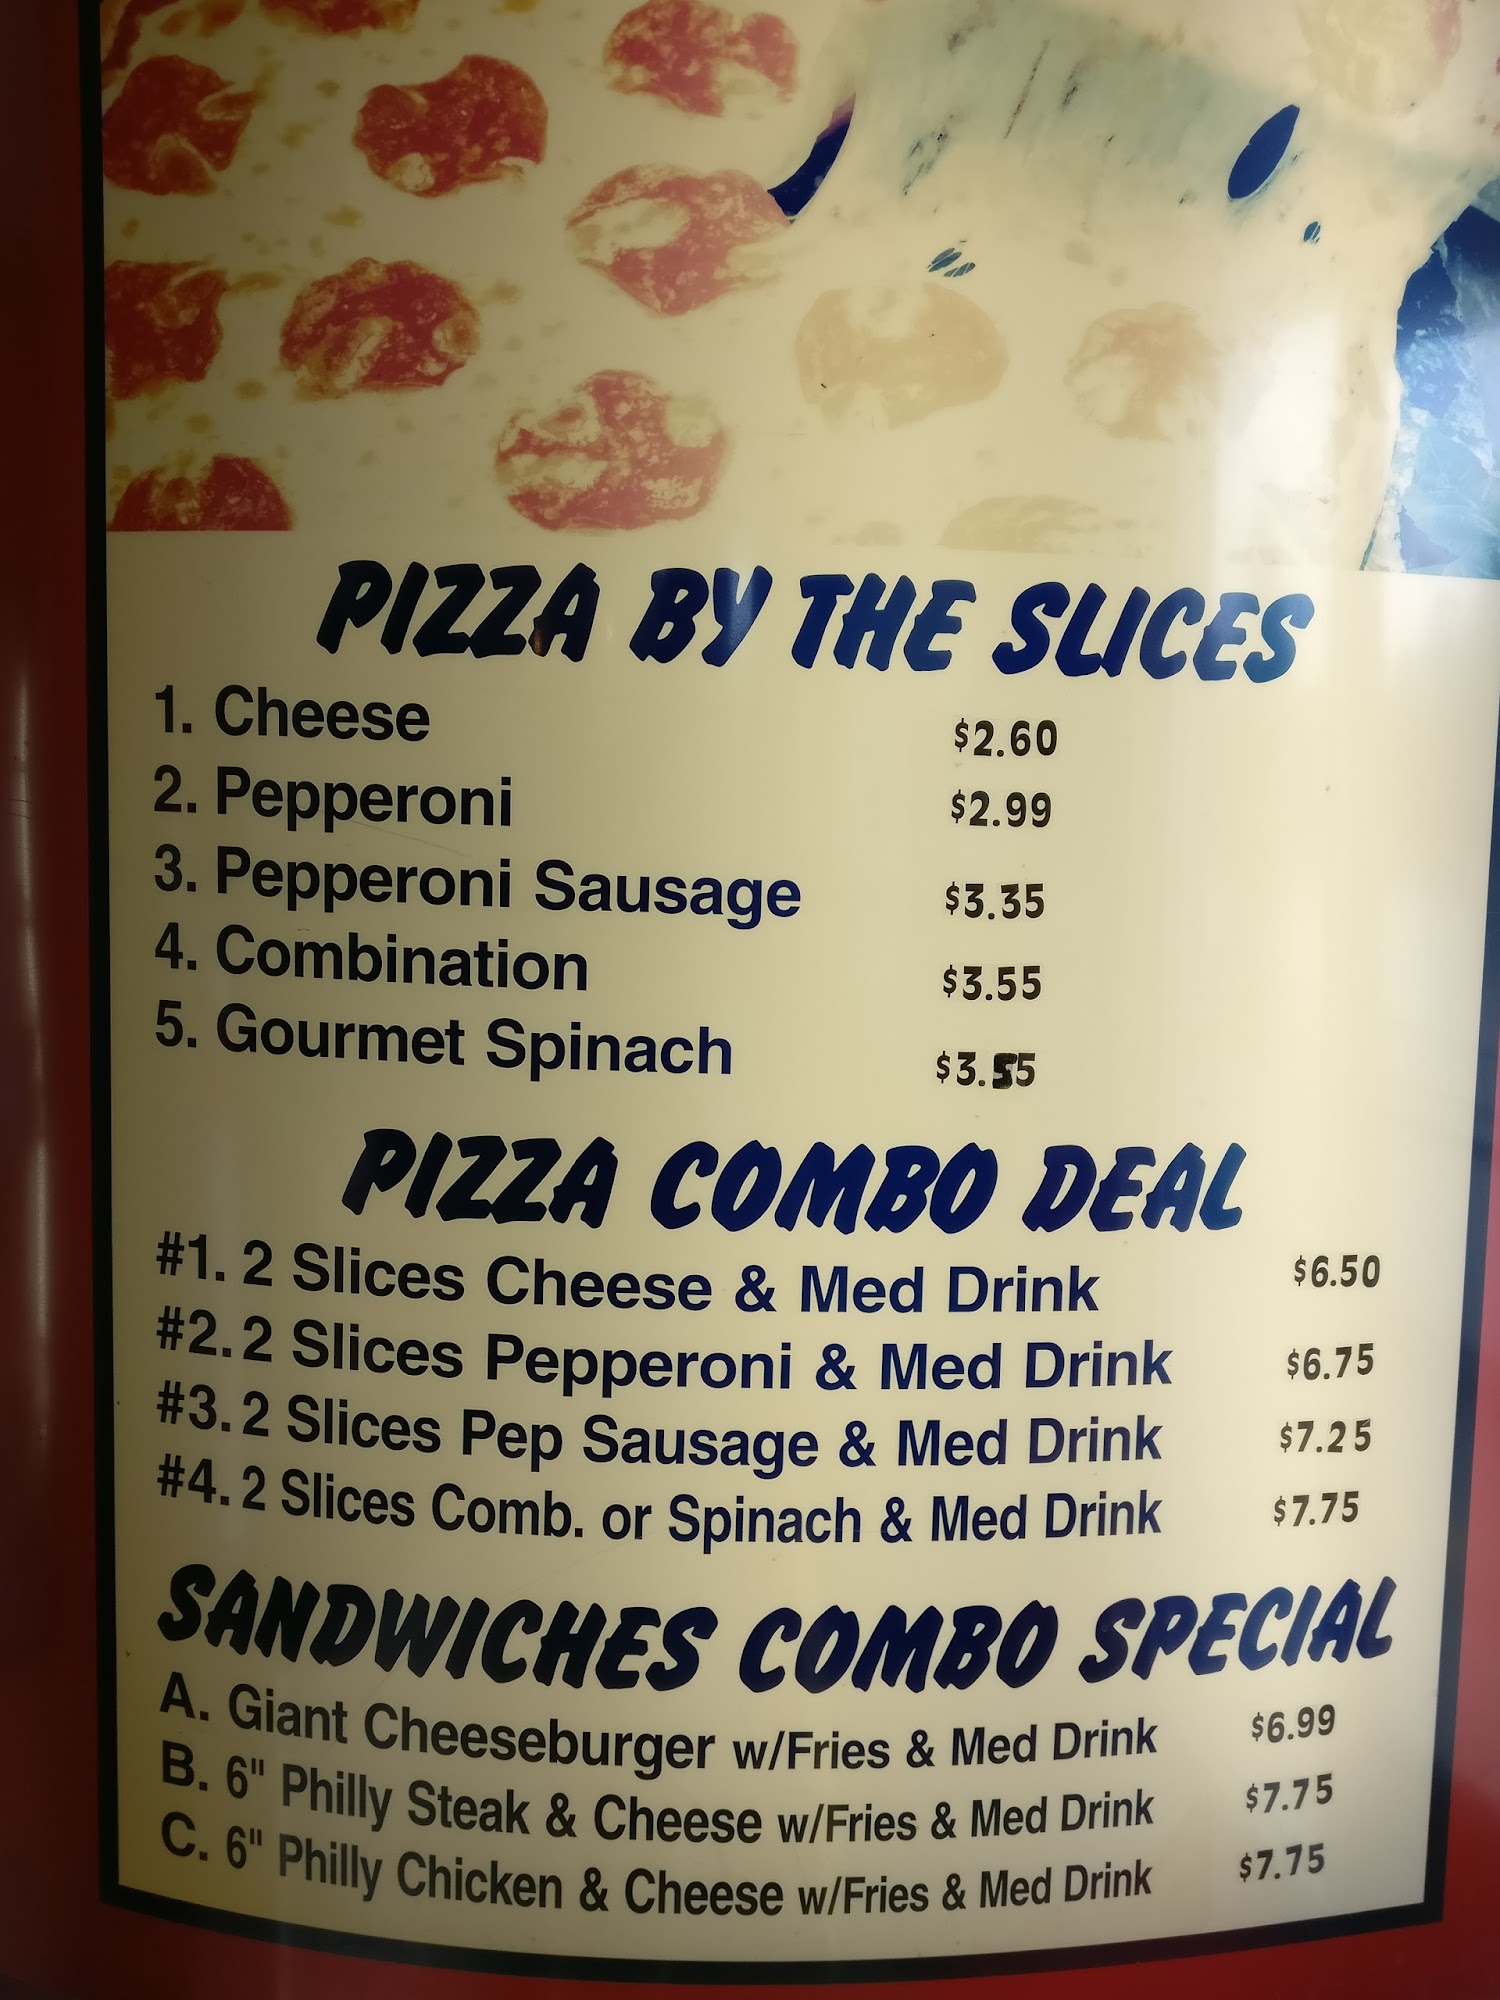 PIZZA BY THE SLICES
1. Cheese $2.60
2. Pepperoni $2.99
3. Pepperoni Sausage $3.35
4. Combination $3.55
5. Gourmet Spinach $3.55
PIZZA COMBO DEAL
#1. 2 Slices Cheese & Med Drink $6.50
#2. 2 Slices Pepperoni & Med Drink $6.75
#3. 2 Slices Pep Sausage & Med Drink $7.25
#4. 2 Slices Comb. or Spinach & Med Drink $7.75
SANDWICHES COMBO SPECIAL
A. Giant Cheeseburger w/Fries & Med Drink $6.99
B. 6" Philly Steak & Cheese w/Fries & Med Drink $7.75
C. 6" Philly Chicken & Cheese w/Fries & Med Drink $7.75